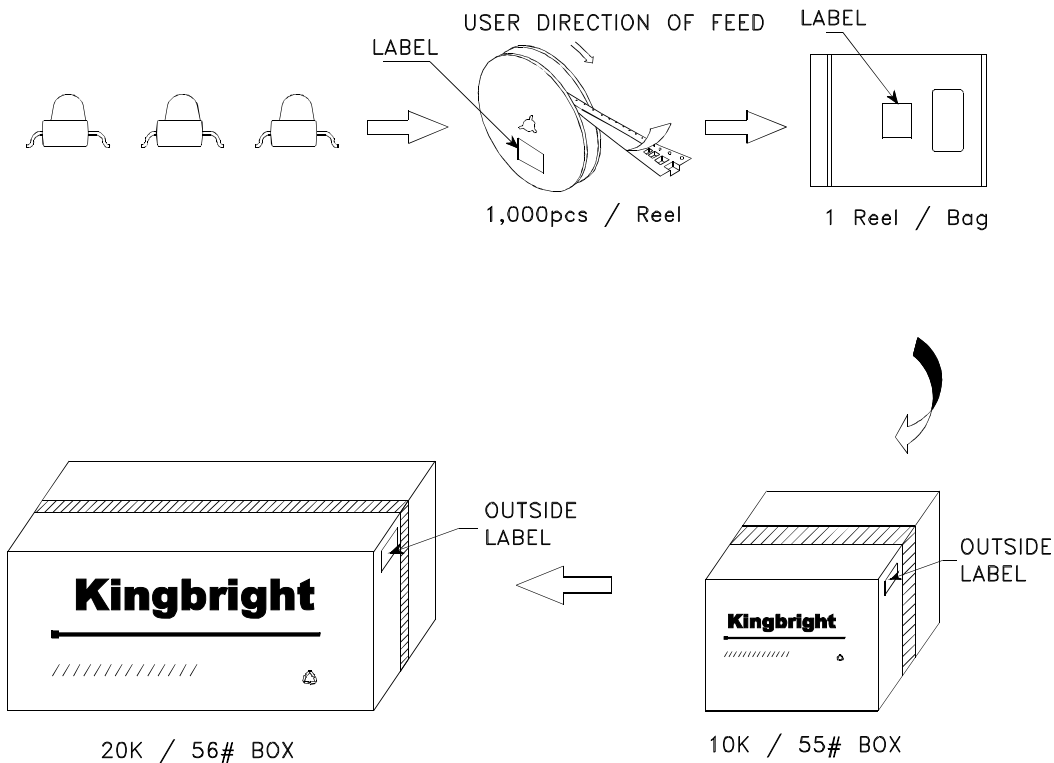 USER DIRECTION OF FEED
LABEL
LABEL
1,000pcs / Reel
1 Reel / Bag
OUTSIDE
LABEL
Kingbright
20K / 56# BOX
OUTSIDE
LABEL
Kingbright
10K / 55# BOX